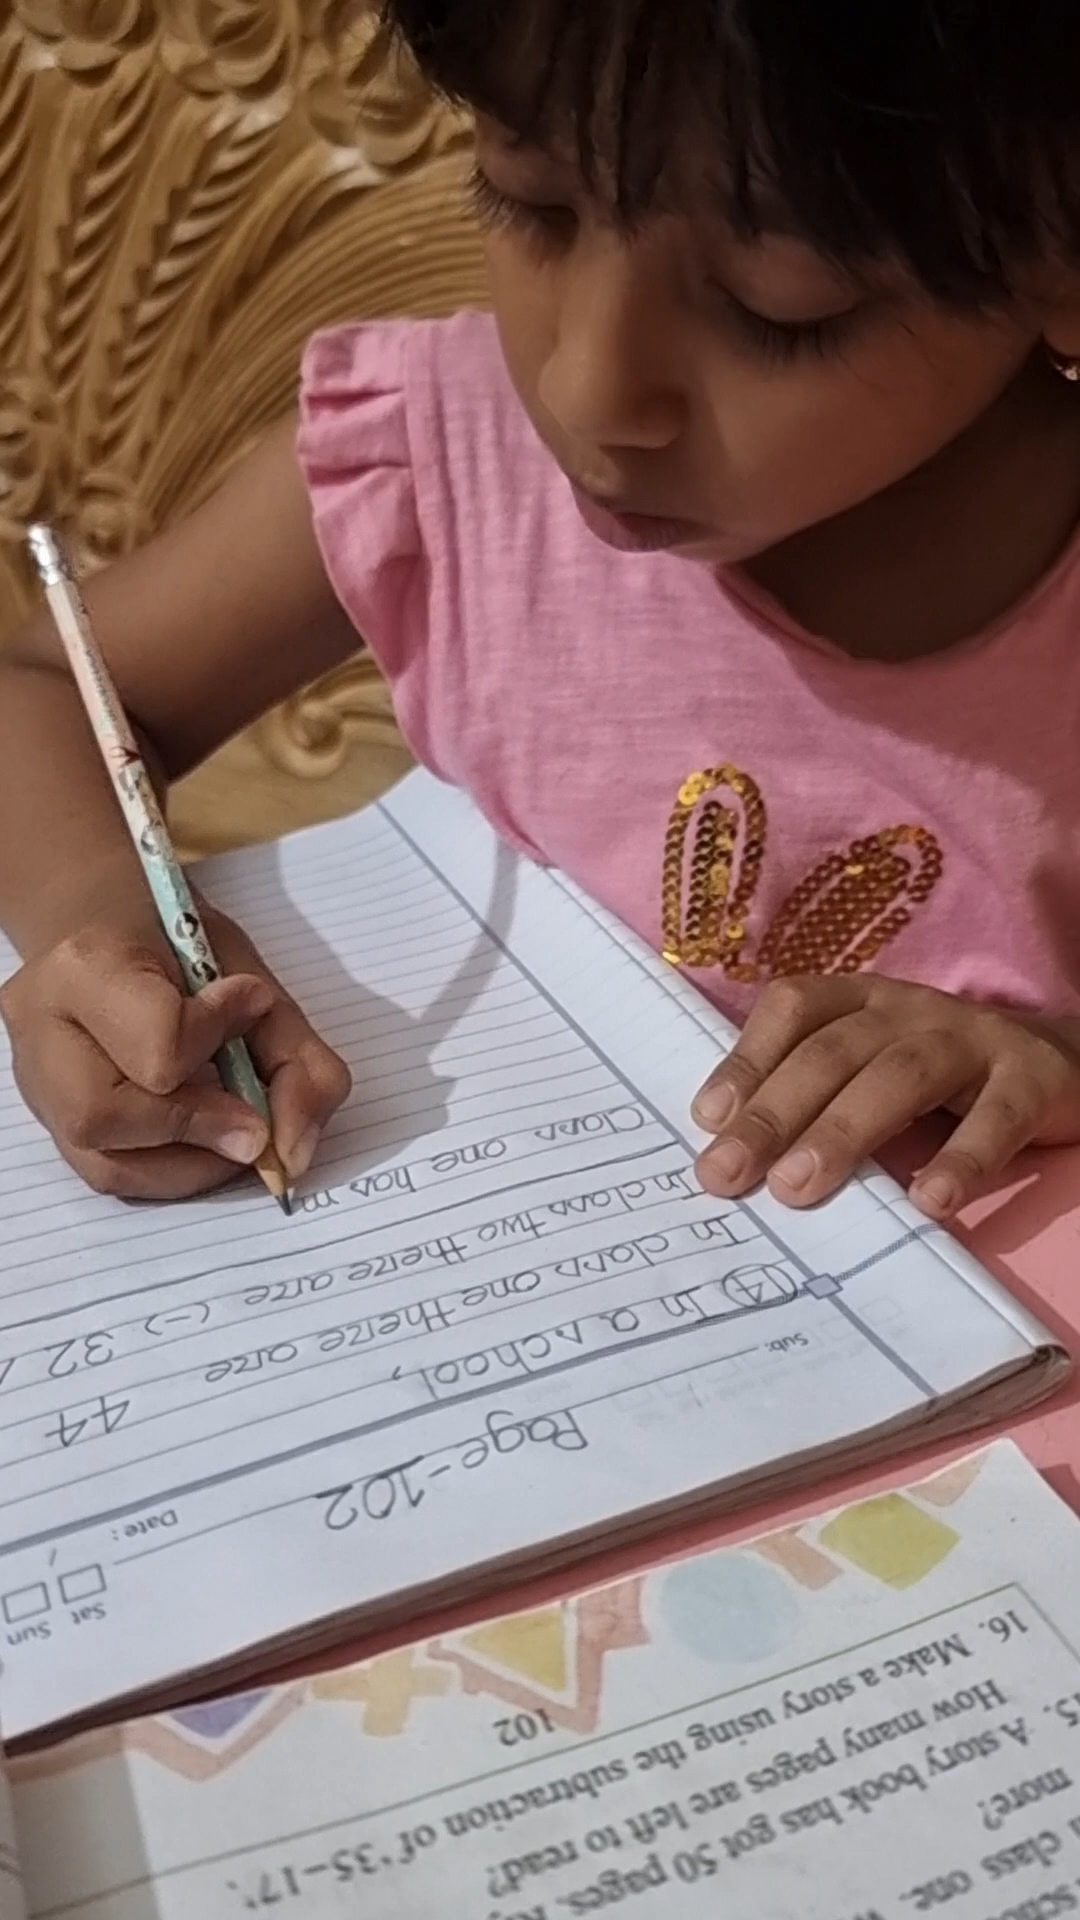 Sat Sun
Date:
Page-102
Sub:
14 In a school,
In class one there are 44
In class two there are (-) 32
Class one has m
102
16. Make a story using the subtraction of '35-17'.
How many pages are left to read?
5. A story book has got 50 pages.
more?
class one.